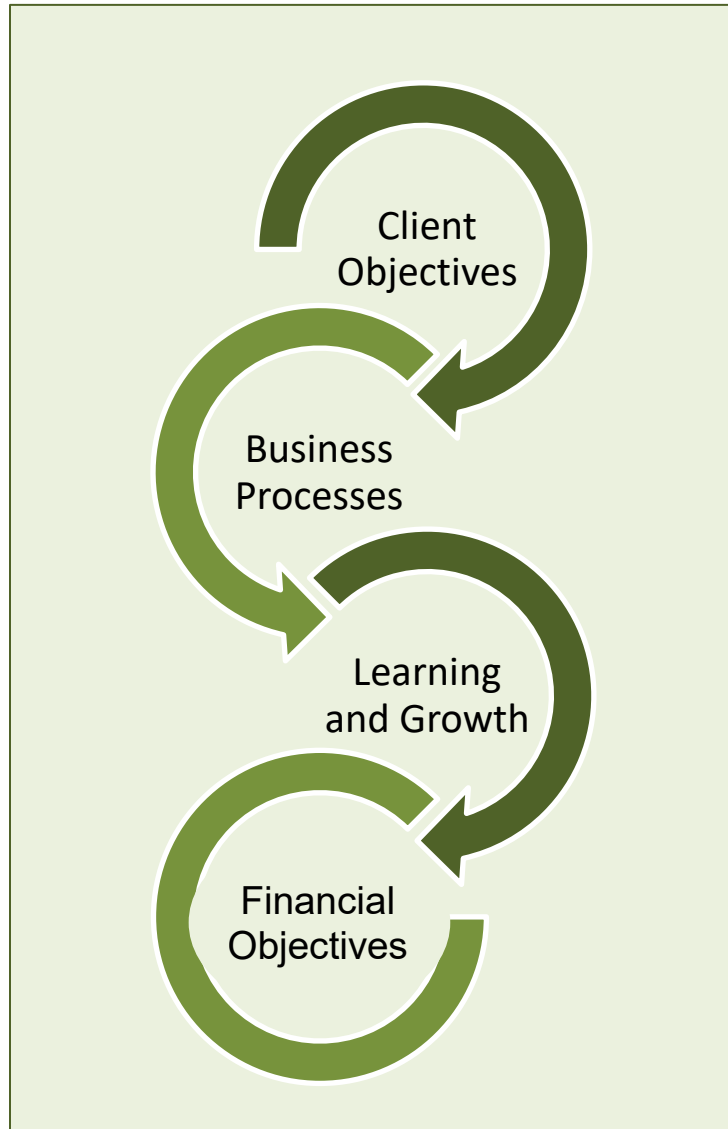 Client
Objectives
Business
Processes
Learning
and Growth
Financial
Objectives